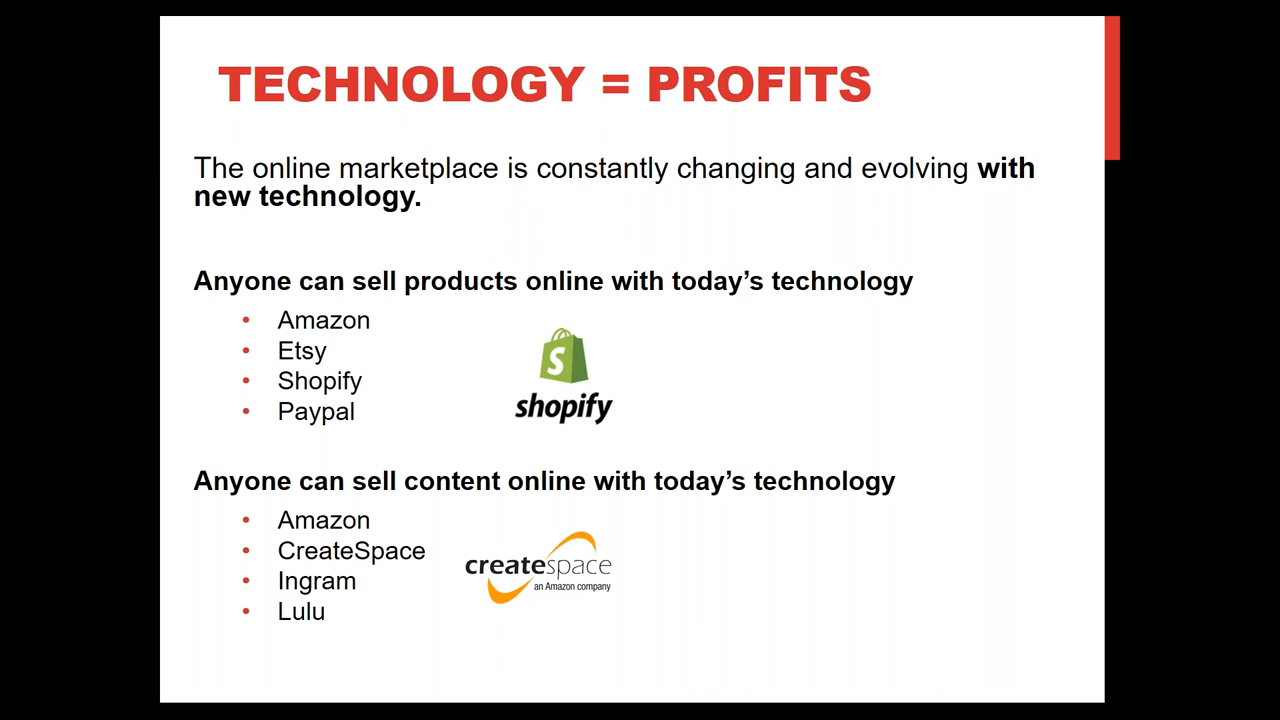 TECHNOLOGY = PROFITS
The online marketplace is constantly changing and evolving with
new technology.
Anyone can sell products online with today’s technology
• Amazon
• Etsy
• Shopify
• Paypal
S
shopify
Anyone can sell content online with today’s technology
• Amazon
• CreateSpace
• Ingram
• Lulu
createspace
an Amazon company